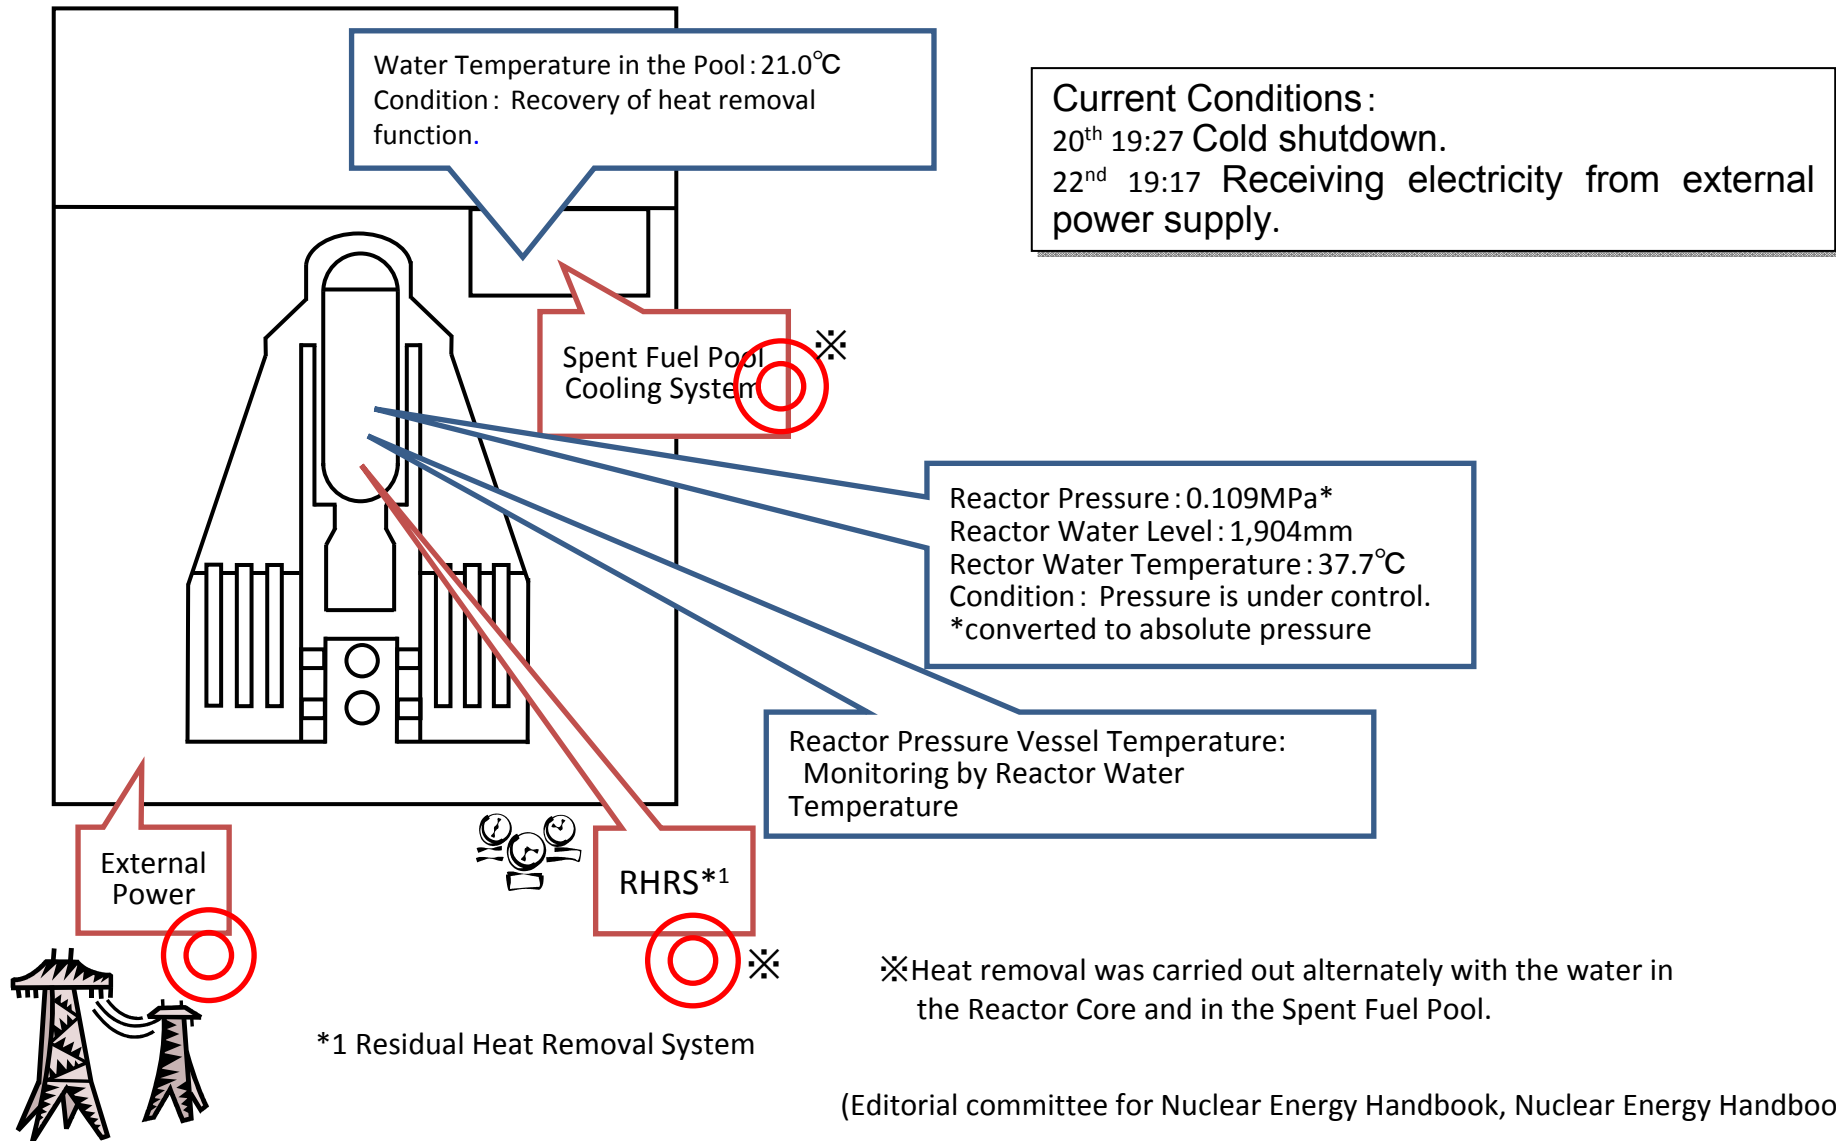 Water Temperature in the Pool：21.0℃
Condition： Recovery of heat removal
function.
Current Conditions：
20th 19:27 Cold shutdown.
22nd 19:17 Receiving electricity from external
power supply.
Spent Fuel Pool
Cooling System
※
Reactor Pressure：0.109MPa*
Reactor Water Level：1,904mm
Rector Water Temperature：37.7℃
Condition： Pressure is under control.
*converted to absolute pressure
Reactor Pressure Vessel Temperature:
Monitoring by Reactor Water
Temperature
External
Power
RHRS*1
※
※Heat removal was carried out alternately with the water in
the Reactor Core and in the Spent Fuel Pool.
*1 Residual Heat Removal System
(Editorial committee for Nuclear Energy Handbook, Nuclear Energy Handboo